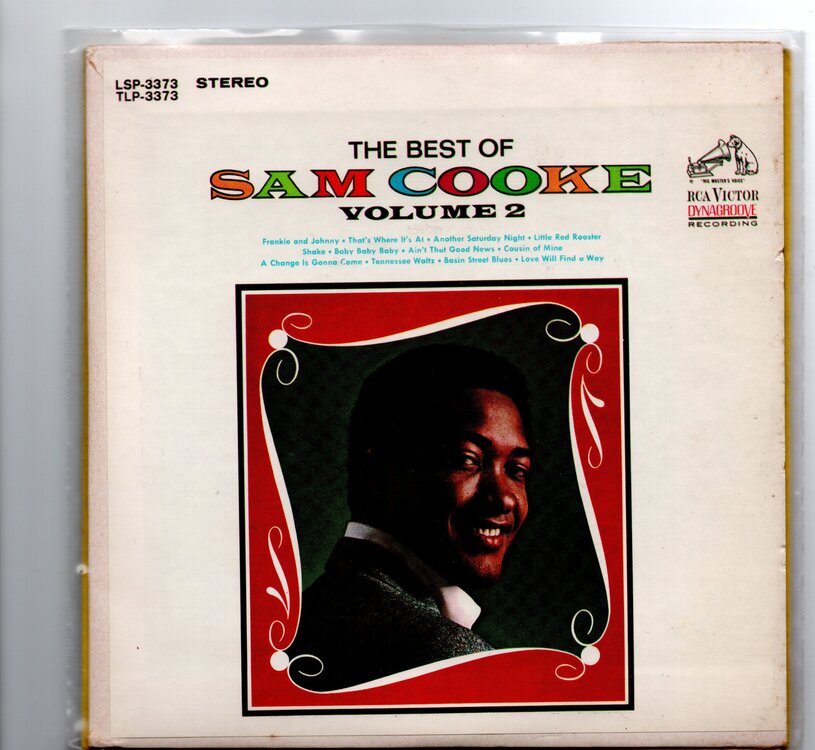 LSP-3373 STEREO
TLP-3373
THE BEST OF
SAM COOKE
VOLUME 2
"HIS MASTER'S VOICE"
RCA VICTOR
DYNAGROOVE
RECORDING
Frankie and Johnny • That's Where It's At • Another Saturday Night • Little Red Rooster
Shake • Baby Baby Baby • Ain't That Good News • Cousin of Mine
A Change is Gonna Come • Tennessee Waltz • Basin Street Blues • Love Will Find a Way